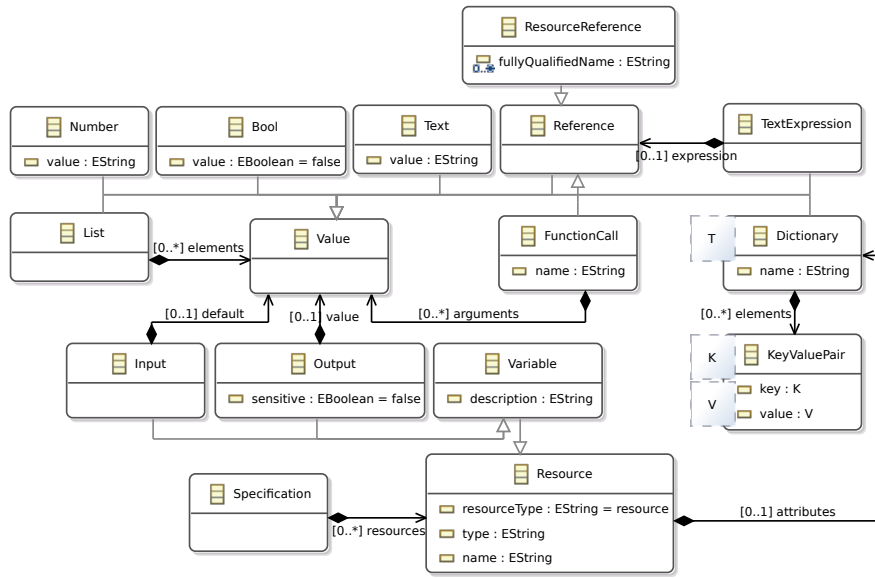 ResourceReference
0..*
fullyQualifiedName : EString
Number
value : EString
Bool
value : EBoolean = false
Text
value : EString
Reference
TextExpression
[0..1] expression
List
[0..*] elements
Value
FunctionCall
name : EString
T
Dictionary
name : EString
[0..1] default
[0..1] value
[0..*] arguments
[0..*] elements
Input
Output
sensitive : EBoolean = false
Variable
description : EString
K
V
KeyValuePair
key : K
value : V
Specification
[0..*] resources
Resource
resourceType : EString = resource
type : EString
name : EString
[0..1] attributes